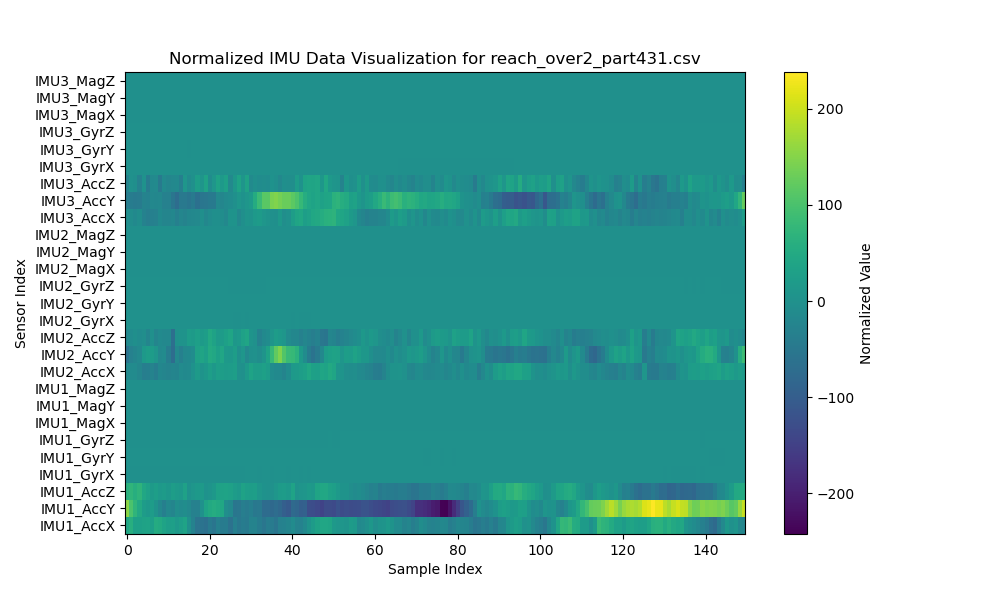 Normalized IMU Data Visualization for reach_over2_part431.csv
IMU3_MagZ
IMU3_MagY
IMU3_MagX
IMU3_GyrZ
IMU3_GyrY
IMU3_GyrX
IMU3_AccZ
IMU3_AccY
IMU3_AccX
IMU2_MagZ
IMU2_MagY
IMU2_MagX
IMU2_GyrZ
IMU2_GyrY
IMU2_GyrX
IMU2_AccZ
IMU2_AccY
IMU2_AccX
IMU1_MagZ
IMU1_MagY
IMU1_MagX
IMU1_GyrZ
IMU1_GyrY
IMU1_GyrX
IMU1_AccZ
IMU1_AccY
IMU1_AccX
Sensor Index
0 20 40 60 80 100 120 140
Sample Index
200
100
0
−100
−200
Normalized Value